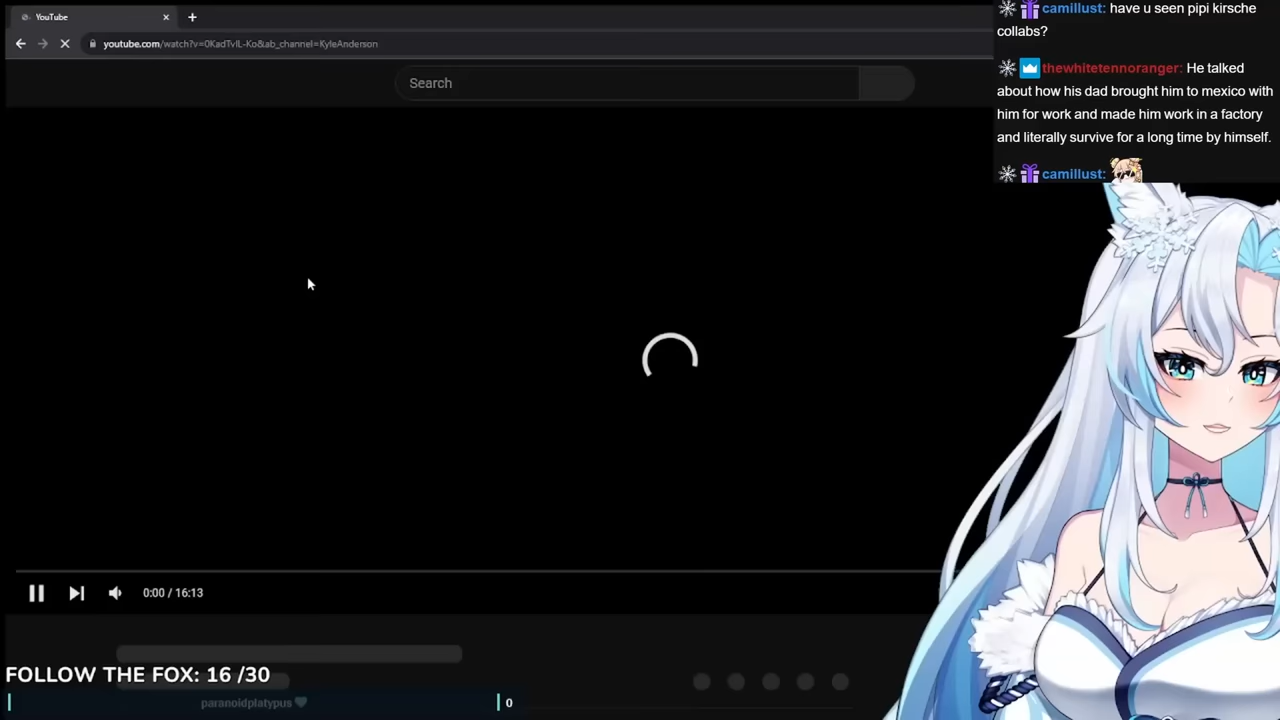 YouTube
youtube.com/watch?v=0KadTvIL-Ko&ab_channel=KyleAnderson
Search
camillust: have u seen pipi kirsche
collabs?
thewhitetennoranger: He talked
about how his dad brought him to mexico with
him for work and made him work in a factory
and literally survive for a long time by himself.
camillust:
0:00 / 16:13
FOLLOW THE FOX: 16 /30
paranoidplatypus
0